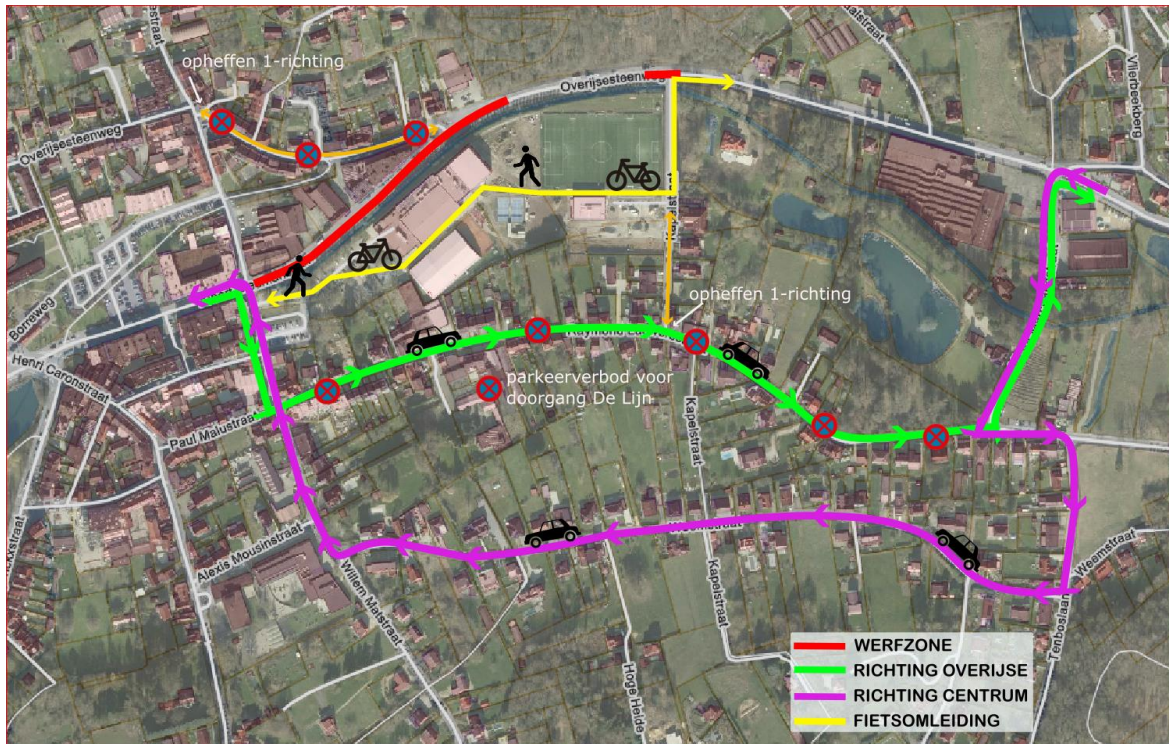 opheffen 1-richting
Overijsesteenweg
Overijsesteenweg
Vlierbeekberg
Borreweg
Henri Caronstraat
Paul Malustraat
opheffen 1-richting
parkeerverbod voor
doorgang De Lijn
Kapelstraat
Alexis Mousinstraat
Willem Matstraat
Kapelstraat
Weemstraat
Tenboslaan
Hoge Heide
WERFZONE
RICHTING OVERIJSE
RICHTING CENTRUM
FIETSOMLEIDING